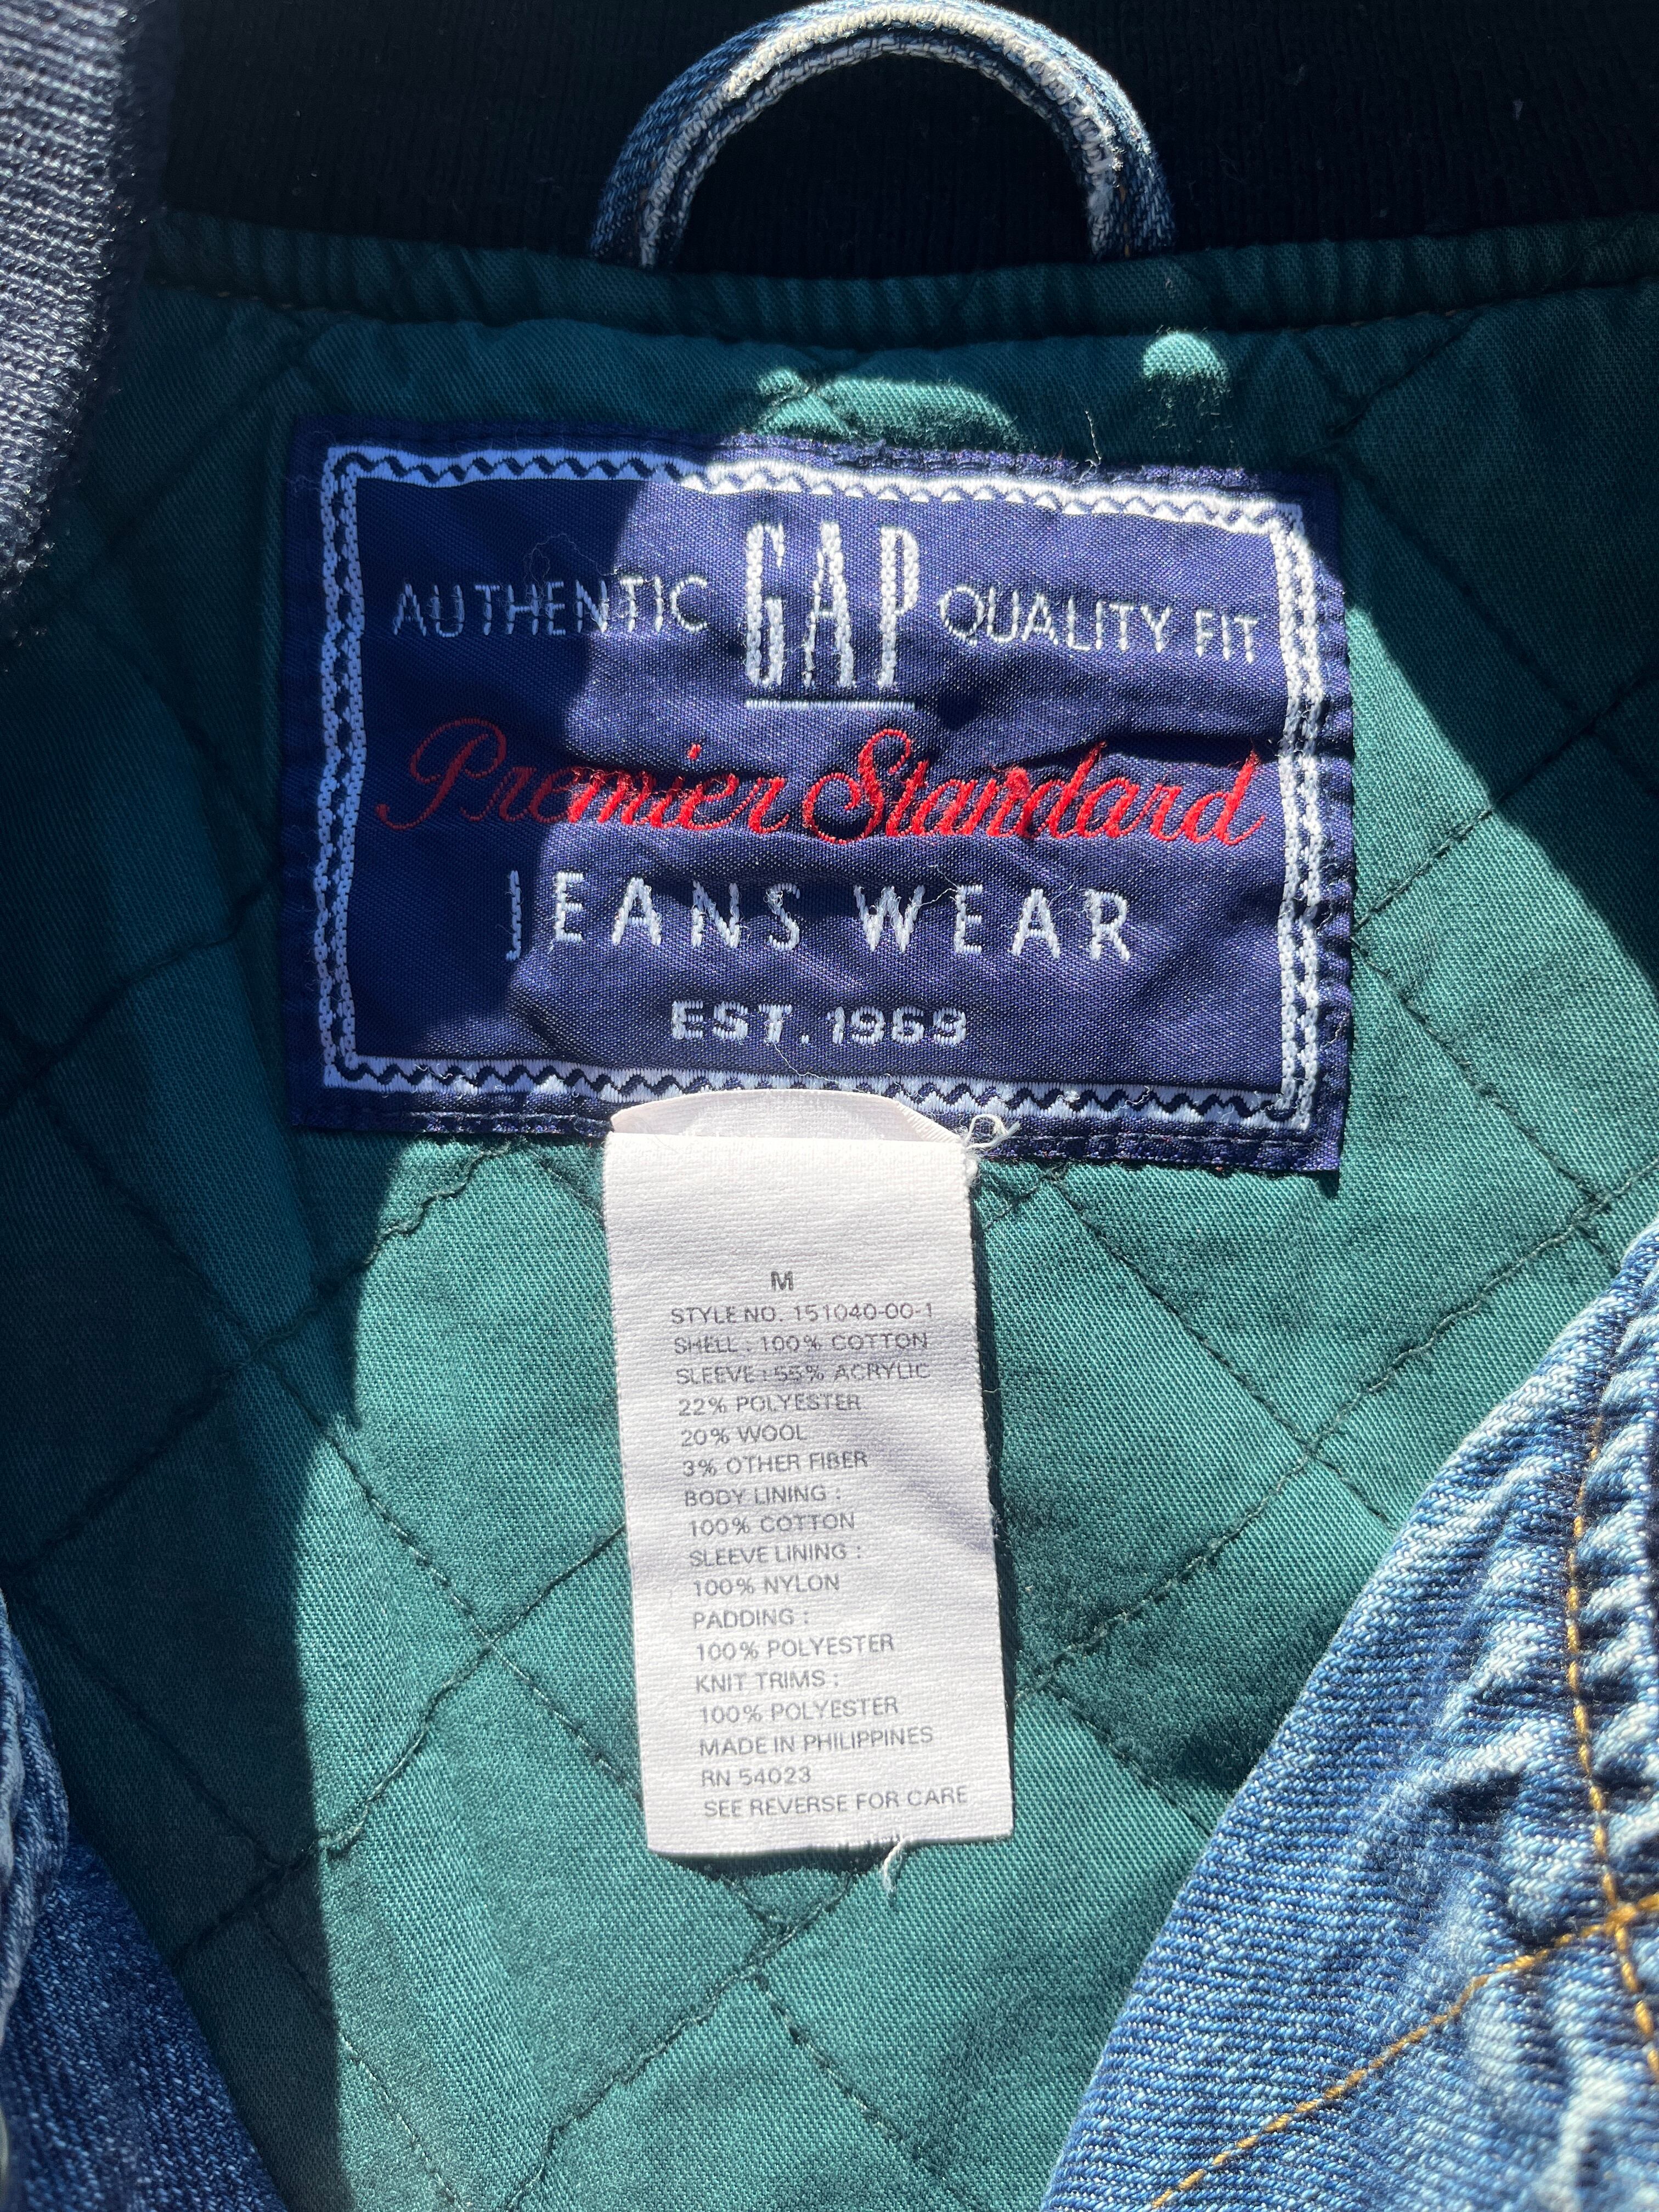 AUTHENTIC GAP QUALITY FIT
Premier Standard
JEANS WEAR
EST. 1969
M
STYLE NO. 151040-00-1
SHELL : 100% COTTON
SLEEVE : 55% ACRYLIC
22% POLYESTER
20% WOOL
3% OTHER FIBER
BODY LINING :
100% COTTON
SLEEVE LINING :
100% NYLON
PADDING :
100% POLYESTER
KNIT TRIMS :
100% POLYESTER
MADE IN PHILIPPINES
RN 54023
SEE REVERSE FOR CARE